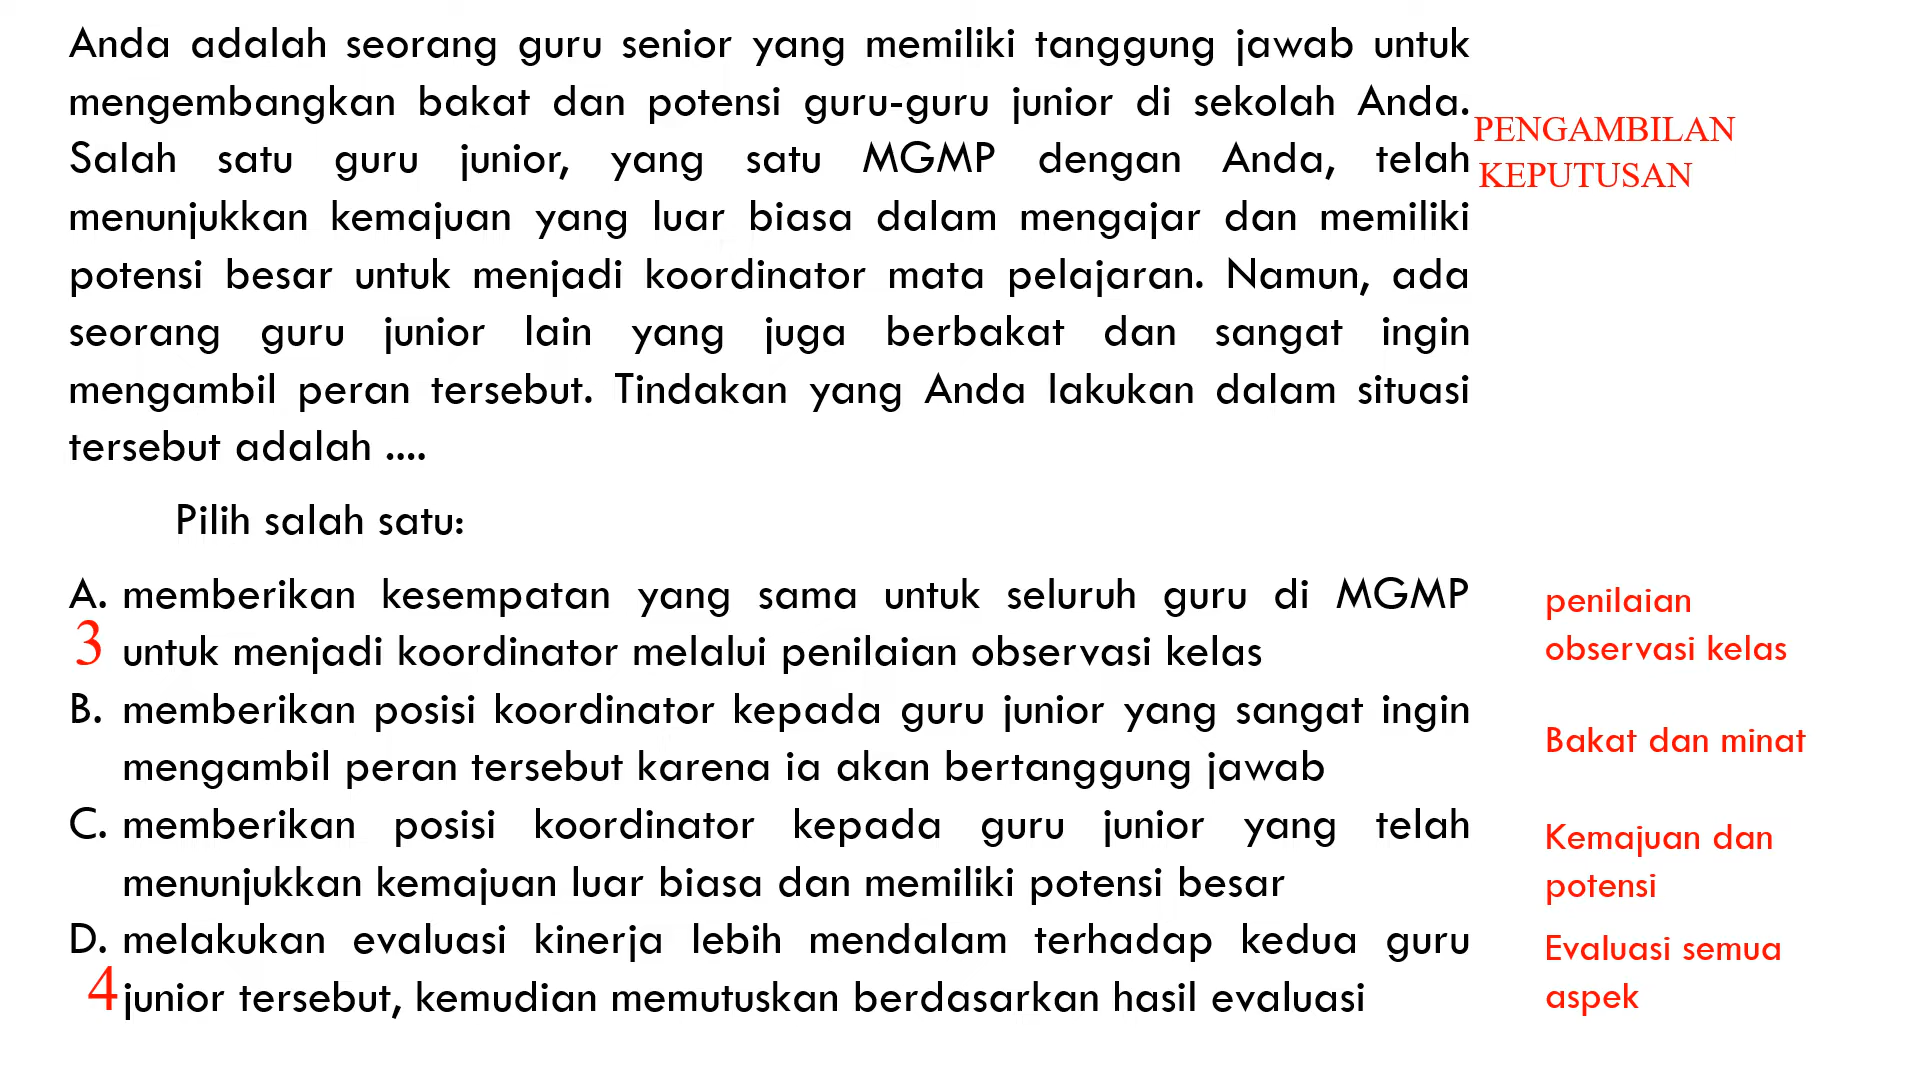 Anda adalah seorang guru senior yang memiliki tanggung jawab untuk
mengembangkan bakat dan potensi guru-guru junior di sekolah Anda.
Salah satu guru junior, yang satu MGMP dengan Anda, telah
menunjukkan kemajuan yang luar biasa dalam mengajar dan memiliki
potensi besar untuk menjadi koordinator mata pelajaran. Namun, ada
seorang guru junior lain yang juga berbakat dan sangat ingin
mengambil peran tersebut. Tindakan yang Anda lakukan dalam situasi
tersebut adalah ....
PENGAMBILAN
KEPUTUSAN
Pilih salah satu:
A. memberikan kesempatan yang sama untuk seluruh guru di MGMP
3 untuk menjadi koordinator melalui penilaian observasi kelas
penilaian
observasi kelas
B. memberikan posisi koordinator kepada guru junior yang sangat ingin
mengambil peran tersebut karena ia akan bertanggung jawab
Bakat dan minat
C. memberikan posisi koordinator kepada guru junior yang telah
menunjukkan kemajuan luar biasa dan memiliki potensi besar
Kemajuan dan
potensi
D. melakukan evaluasi kinerja lebih mendalam terhadap kedua guru
4 junior tersebut, kemudian memutuskan berdasarkan hasil evaluasi
Evaluasi semua
aspek